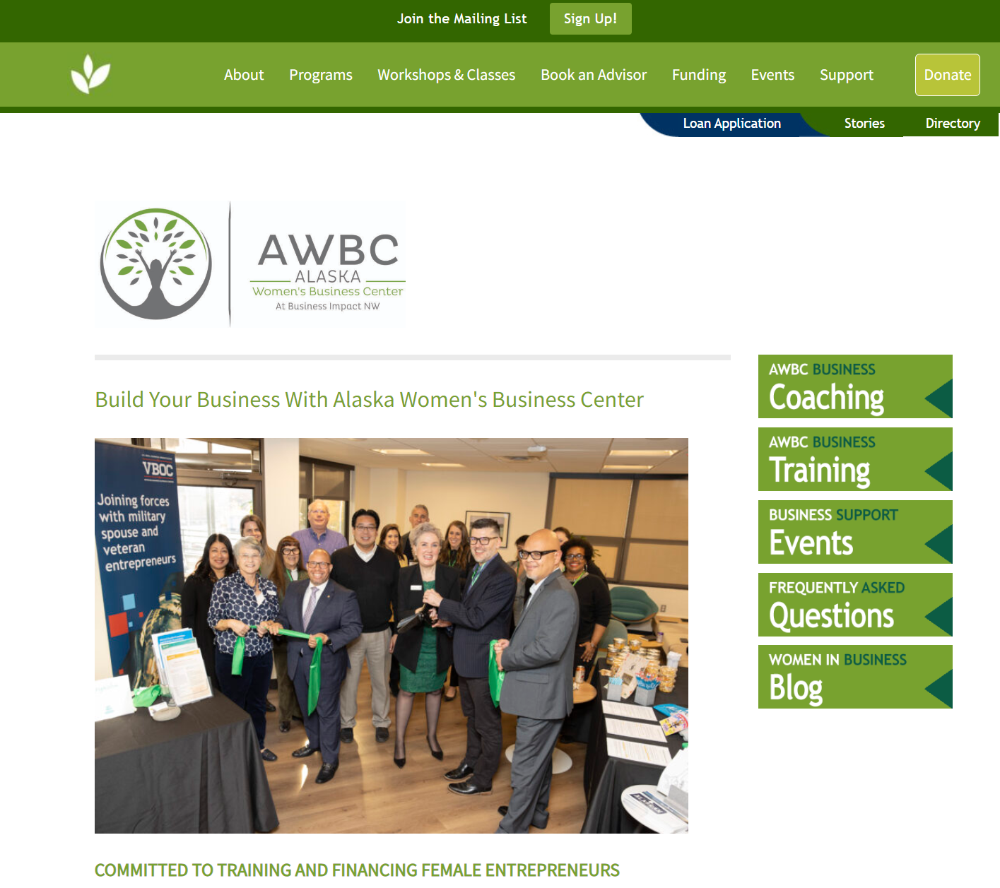 Join the Mailing List
Sign Up!
About
Programs
Workshops & Classes
Book an Advisor
Funding
Events
Support
Donate
Loan Application
Stories
Directory
AWBC
ALASKA
Women's Business Center
At Business Impact NW
Build Your Business With Alaska Women's Business Center
VBOC
Joining forces
with military
spouse and
veteran
entrepreneurs
AWBC BUSINESS
Coaching
AWBC BUSINESS
Training
BUSINESS SUPPORT
Events
FREQUENTLY ASKED
Questions
WOMEN IN BUSINESS
Blog
COMMITTED TO TRAINING AND FINANCING FEMALE ENTREPRENEURS